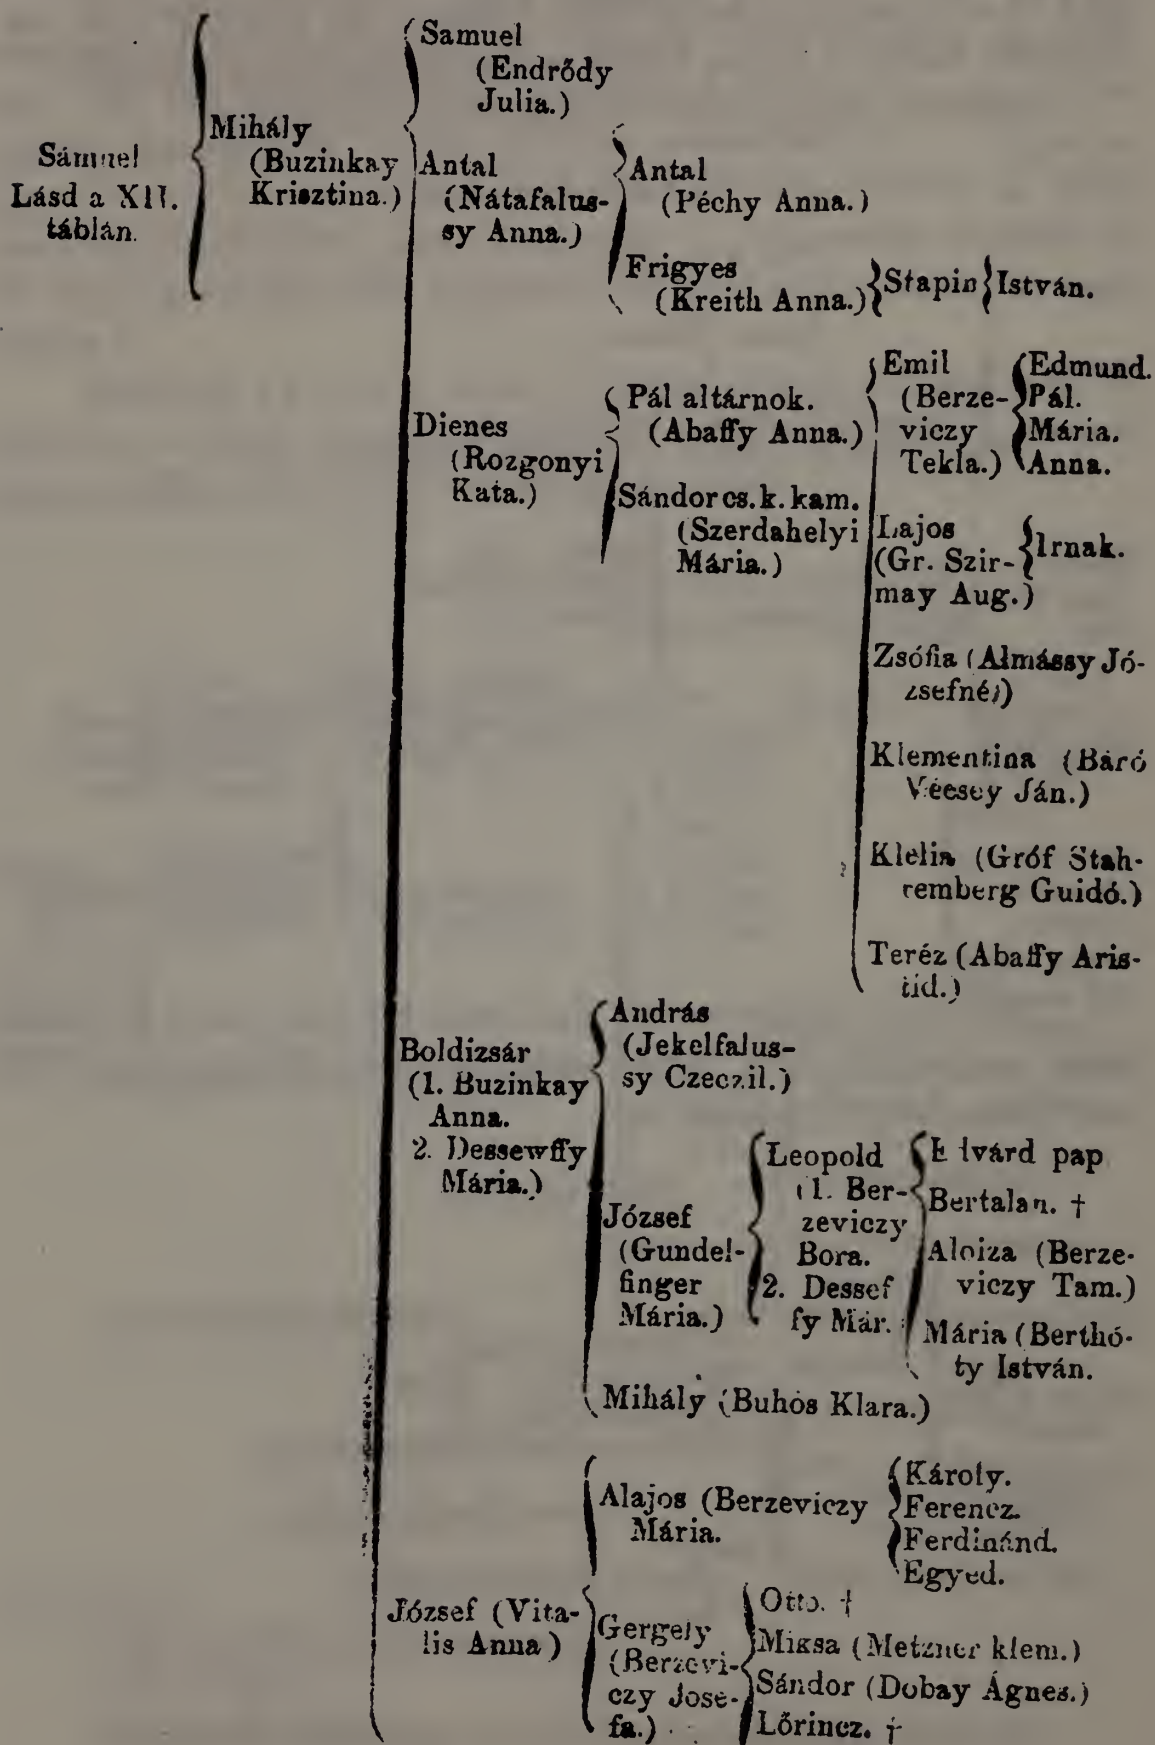 Sámuel
Lásd a XII.
táblán.
Mihály
(Buzinkay
Krisztina.)
Samuel
(Endrődy
Julia.)
Antal
(Nátafalus-
sy Anna.)
Antal
(Péchy Anna.)
Frigyes
(Kreith Anna.)
Stapin
István.
Dienes
(Rozgonyi
Kata.)
Pál altárnok.
(Abaffy Anna.)
Sándor cs. k. kam.
(Szerdahelyi
Mária.)
Emil
(Berze-
viczy
Tekla.)
Edmund.
Pál.
Mária.
Anna.
Lajos
(Gr. Szir-
may Aug.)
Irnak.
Zsófia (Almássy Jó-
zsefné.)
Klementina (Báró
Vécsey Ján.)
Klelia (Gróf Stah-
remberg Guidó.)
Teréz (Abaffy Aris-
tid.)
Boldizsár
(1. Buzinkay
Anna.
2. Dessewffy
Mária.)
András
(Jekelfalus-
sy Czeczil.)
József
(Gundel-
finger
Mária.)
Leopold
(1. Ber-
zeviczy
Bora.
2. Dessef
fy Már.
Edvárd pap
Bertalan. †
Aloiza (Berze-
viczy Tam.)
Mária (Berthó-
ty István.
Mihály (Buhos Klara.)
József (Vita-
lis Anna)
Alajos (Berzeviczy
Mária.
Károly.
Ferencz.
Ferdinánd.
Egyed.
Gergely
(Berzevi-
czy Jose-
fa.)
Otto. †
Miksa (Metzner klem.)
Sándor (Dobay Ágnes.)
Lőrincz. †